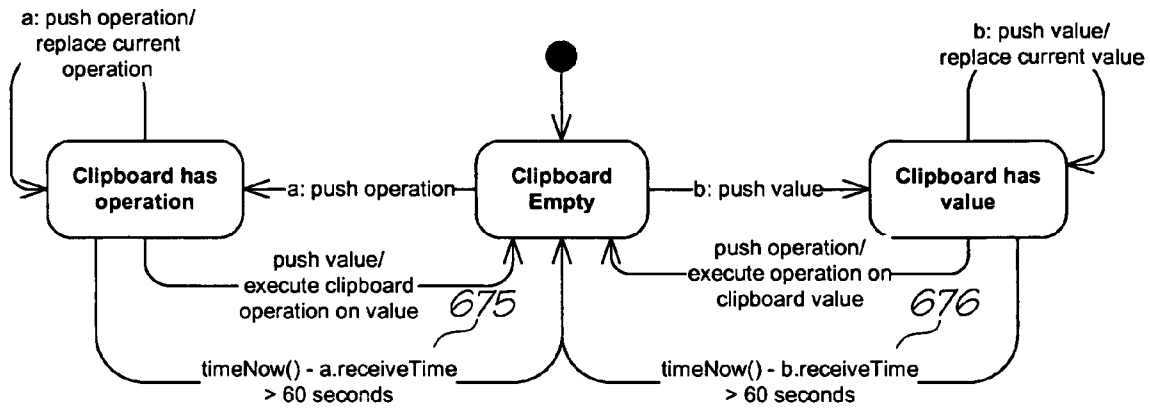 a: push operation/
replace current
operation
b: push value/
replace current value
Clipboard has
operation
a: push operation
Clipboard
Empty
b: push value
Clipboard has
value
push value/
execute clipboard
operation on value
675
push operation/
execute operation on
clipboard value
676
timeNow() - a.receiveTime
> 60 seconds
timeNow() - b.receiveTime
> 60 seconds